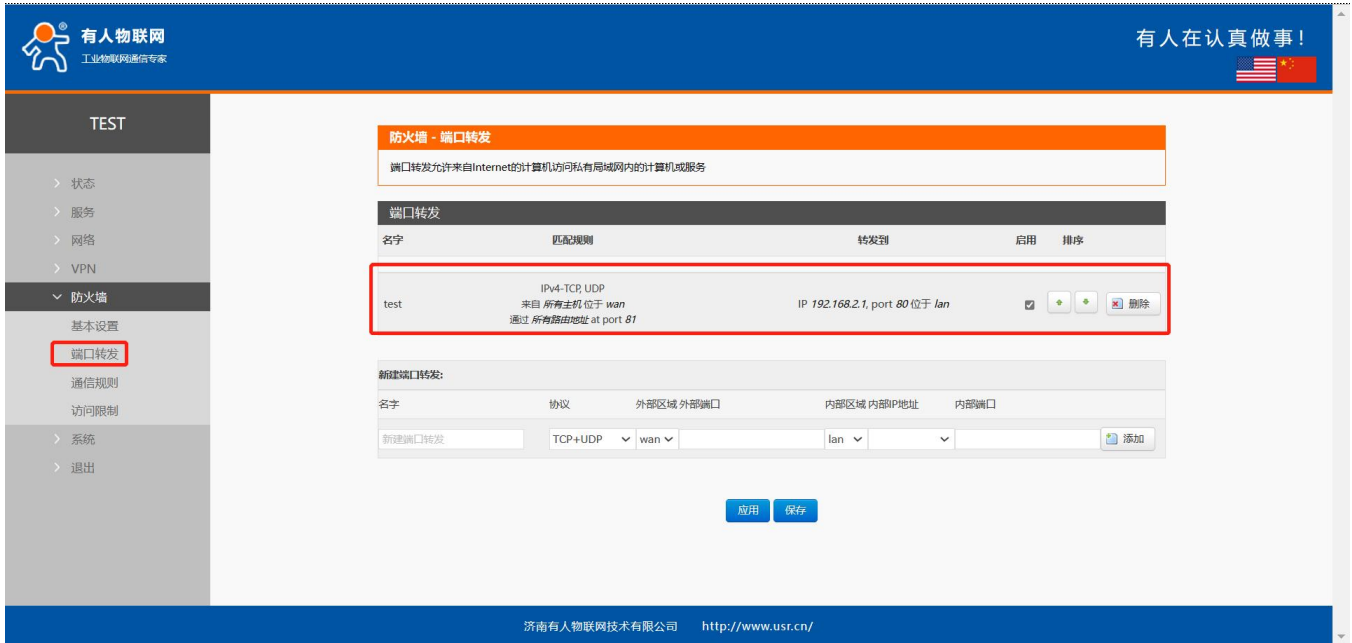 有人物联网
工业物联网通信专家
有人在认真做事!
TEST
状态
服务
网络
VPN
防火墙
基本设置
端口转发
通信规则
访问限制
系统
退出
防火墙 - 端口转发
端口转发允许来自Internet的计算机访问私有局域网内的计算机或服务
端口转发
名字 匹配规则 转发到 启用 排序
IPv4-TCP, UDP
test 来自 所有主机 位于 wan IP 192.168.2.1, port 80 位于 lan 删除
通过 所有路由地址 at port 81
新建端口转发:
名字 协议 外部区域 外部端口 内部区域 内部IP地址 内部端口
新建端口转发 TCP+UDP wan lan 添加
应用 保存
济南有人物联网技术有限公司 http://www.usr.cn/